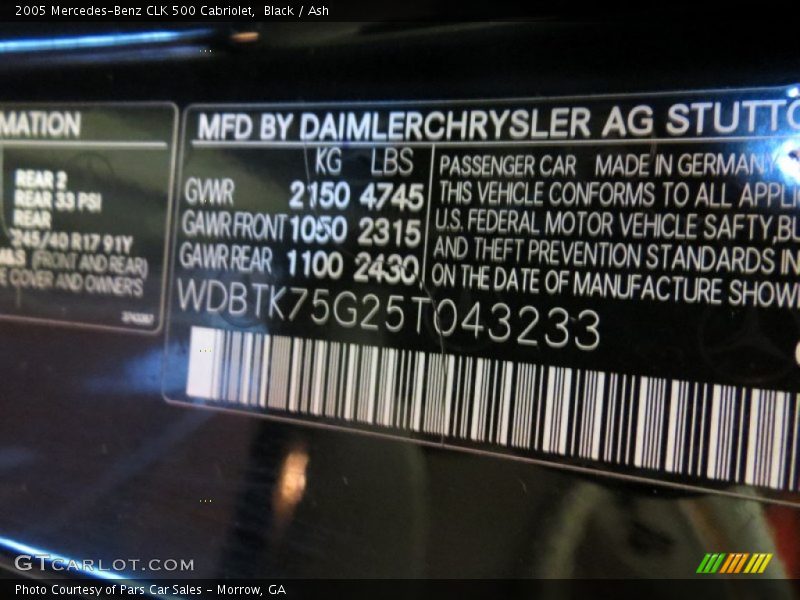 2005 Mercedes-Benz CLK 500 Cabriolet, Black / Ash
MATION
REAR 2
REAR 33 PSI
REAR
245/40 R17 91Y
(FRONT AND REAR)
COVER AND OWNER'S
MFD BY DAIMLERCHRYSLER AG STUTTG
KG LBS
GVWR 2150 4745
GAWR FRONT 1050 2315
GAWR REAR 1100 2430
PASSENGER CAR MADE IN GERMANY
THIS VEHICLE CONFORMS TO ALL APPLI
U.S. FEDERAL MOTOR VEHICLE SAFTY, BU
AND THEFT PREVENTION STANDARDS IN
ON THE DATE OF MANUFACTURE SHOW
WDBTK75G25T043233
GTCARLOT.COM
Photo Courtesy of Pars Car Sales - Morrow, GA